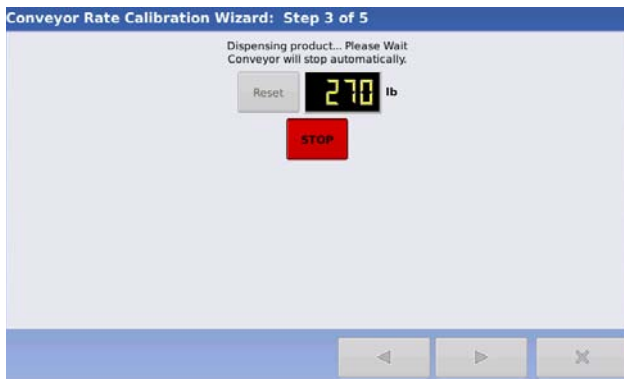 Conveyor Rate Calibration Wizard: Step 3 of 5
Dispensing product... Please Wait
Conveyor will stop automatically.
Reset 270 lb
STOP